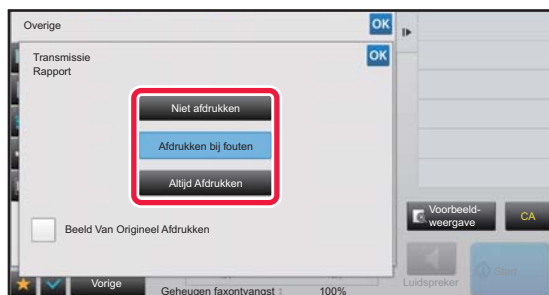 Overige
OK
Transmissie
Rapport
OK
Niet afdrukken
Afdrukken bij fouten
Altijd Afdrukken
Beeld Van Origineel Afdrukken
Voorbeeld-
weergave
CA
Vorige
Geheugen faxontvangst : 100%
Luidspreker
Start